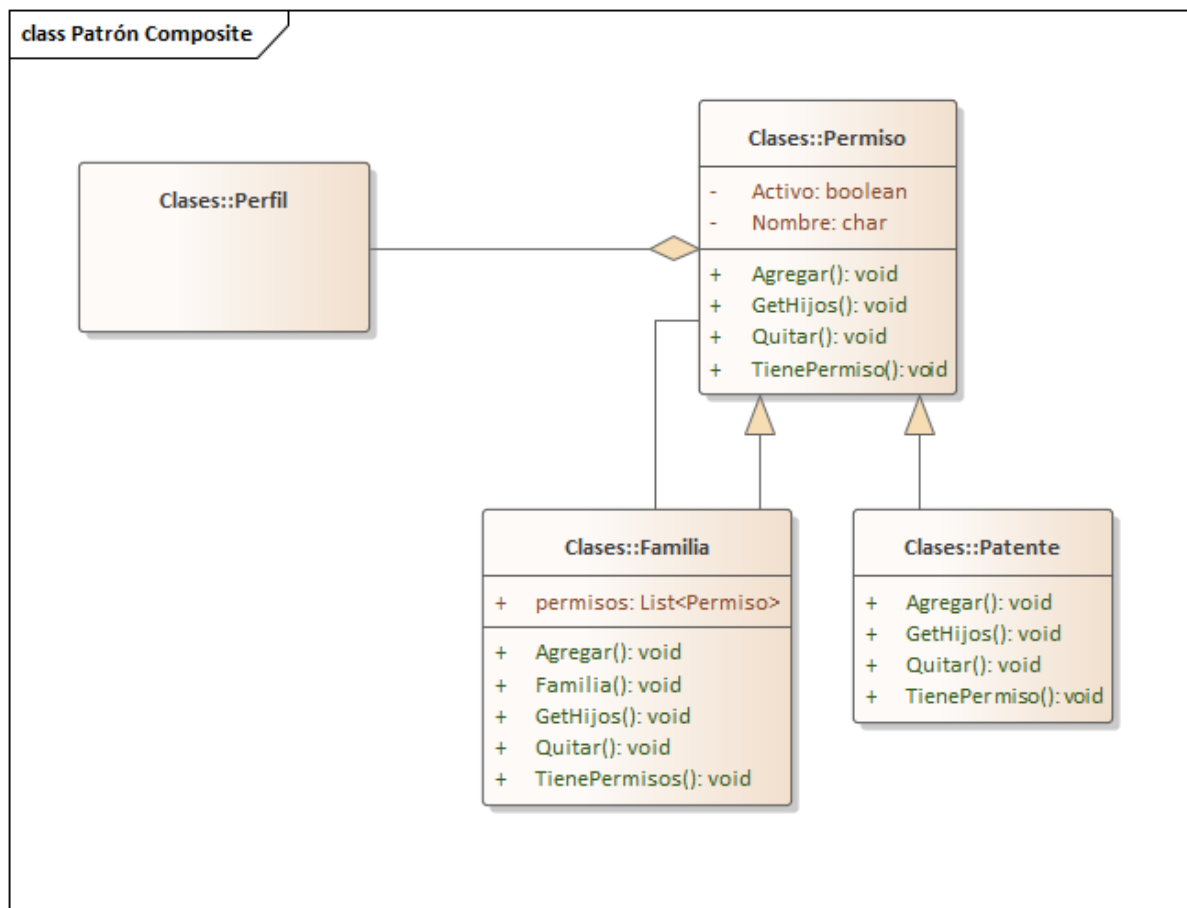 class Patrón Composite
Clases::Perfil
Clases::Permiso
- Activo: boolean
- Nombre: char
+ Agregar(): void
+ GetHijos(): void
+ Quitar(): void
+ TienePermiso(): void
Clases::Familia
+ permisos: List<Permiso>
+ Agregar(): void
+ Familia(): void
+ GetHijos(): void
+ Quitar(): void
+ TienePermisos(): void
Clases::Patente
+ Agregar(): void
+ GetHijos(): void
+ Quitar(): void
+ TienePermiso(): void